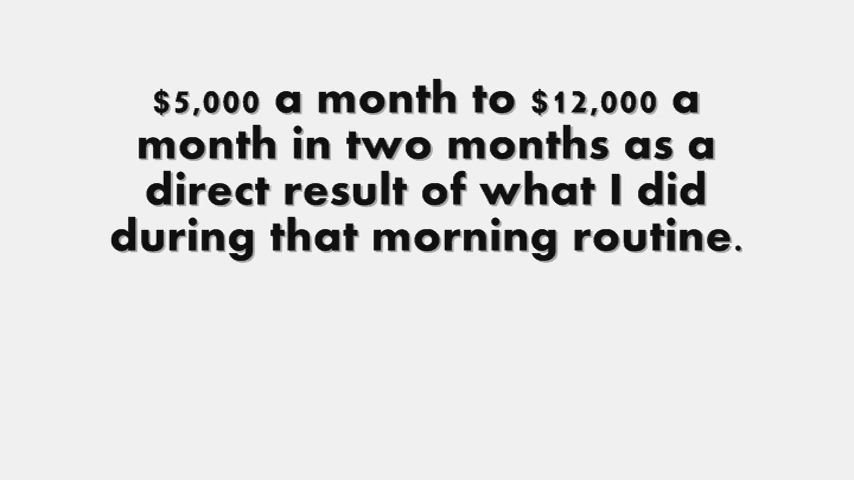 $5,000 a month to $12,000 a
month in two months as a
direct result of what I did
during that morning routine.